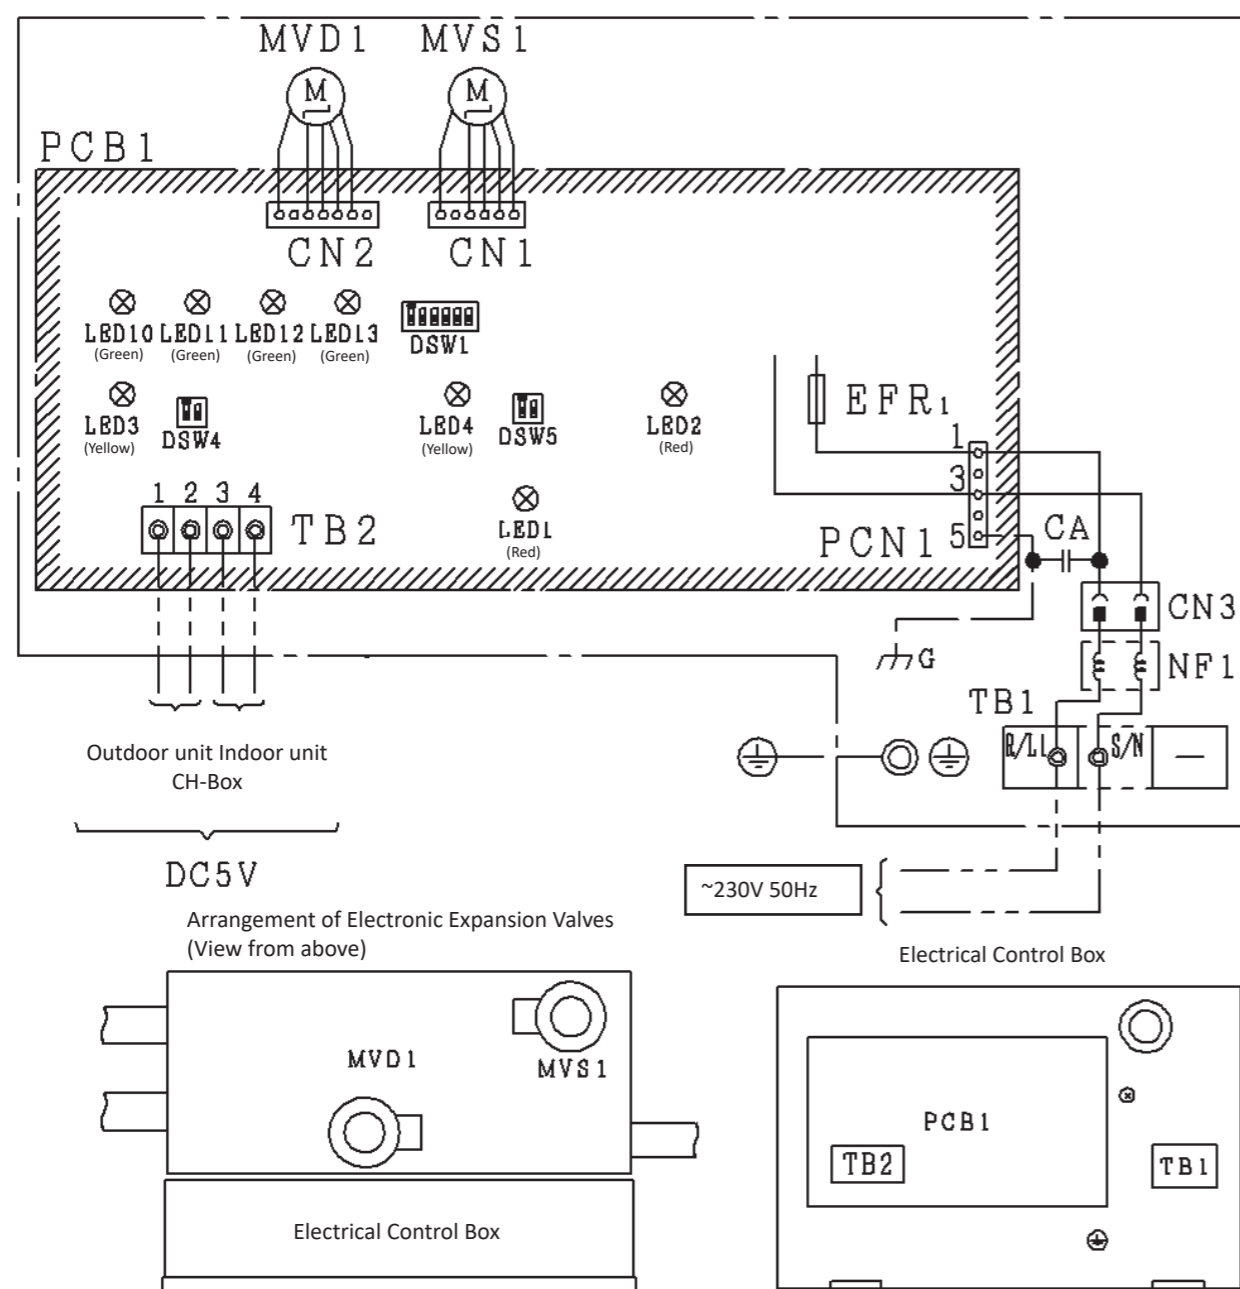 MVD1 MVS1
M M
PCB1
CN2 CN1
LED10 LED11 LED12 LED13
(Green) (Green) (Green) (Green)
DSW1
EFR1
LED3 DSW4 LED4 DSW5 LED2
(Yellow) (Yellow) (Red)
1
3
1 2 3 4
TB2
LED1
(Red)
PCN1 5 CA
CN3
G
NF1
TB1
R/L1 S/N
Outdoor unit Indoor unit
CH-Box
DC5V
~230V 50Hz
Arrangement of Electronic Expansion Valves
(View from above)
Electrical Control Box
MVD1
MVS1
PCB1
TB2
TB1
Electrical Control Box